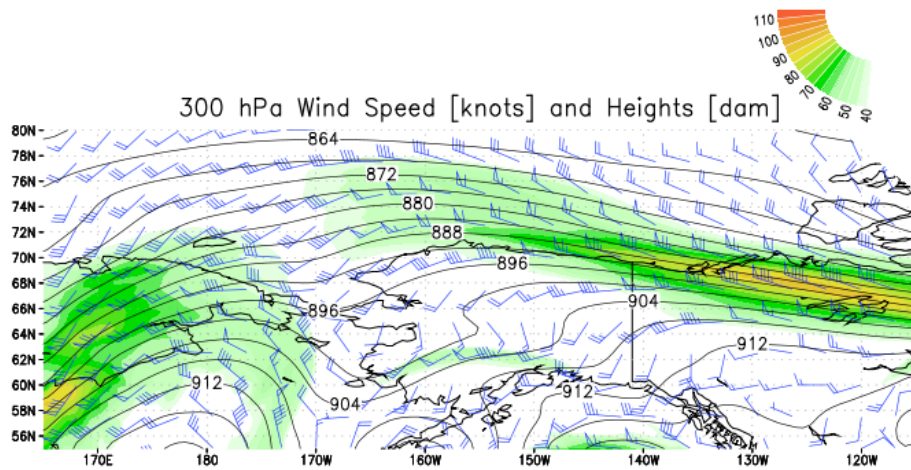 110
100
90
80
70
60
50
40
300 hPa Wind Speed [knots] and Heights [dam]
80N
864
78N
76N
872
74N
880
72N
888
70N
896
68N
904
66N
896
64N
62N
912
60N
912
912
58N
904
56N
170E
180
170W
160W
150W
140W
130W
120W